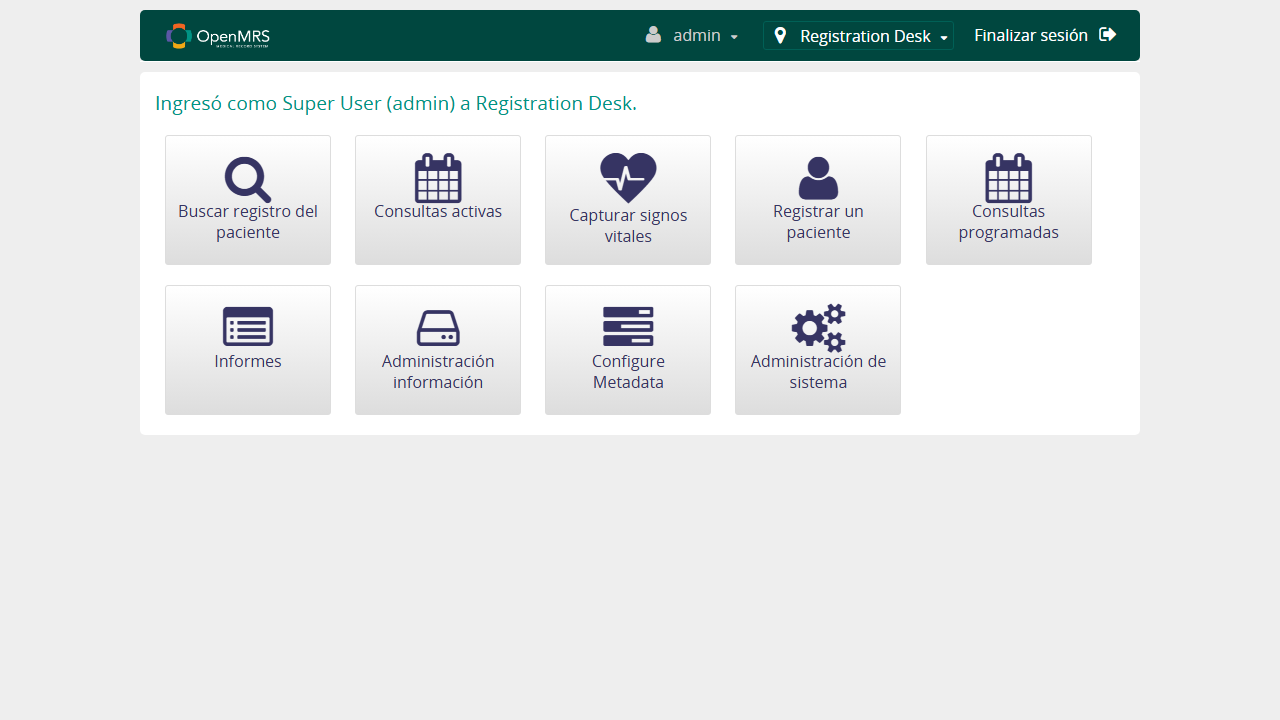 OpenMRS
MEDICAL RECORD SYSTEM
admin
Registration Desk
Finalizar sesión
Ingresó como Super User (admin) a Registration Desk.
Buscar registro del
paciente
Consultas activas
Capturar signos
vitales
Registrar un
paciente
Consultas
programadas
Informes
Administración
información
Configure
Metadata
Administración de
sistema